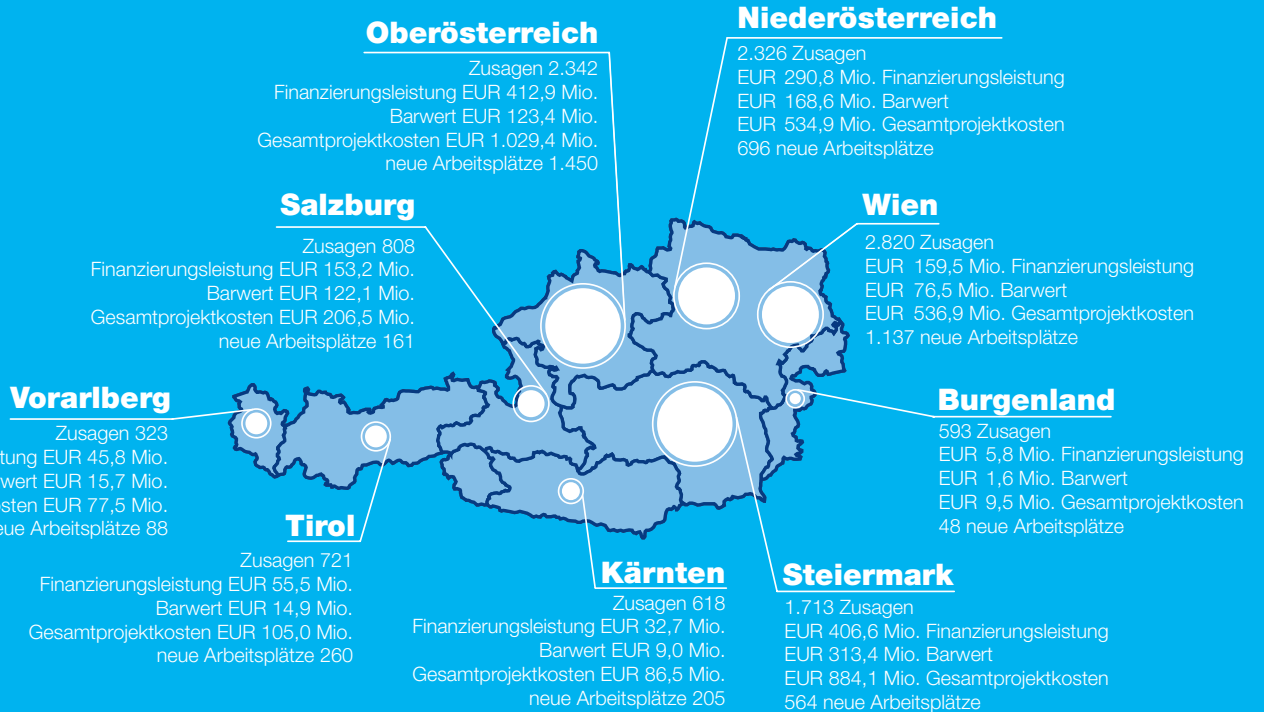 Oberösterreich
Zusagen 2.342
Finanzierungsleistung EUR 412,9 Mio.
Barwert EUR 123,4 Mio.
Gesamtprojektkosten EUR 1.029,4 Mio.
neue Arbeitsplätze 1.450
Niederösterreich
2.326 Zusagen
EUR 290,8 Mio. Finanzierungsleistung
EUR 168,6 Mio. Barwert
EUR 534,9 Mio. Gesamtprojektkosten
696 neue Arbeitsplätze
Salzburg
Zusagen 808
Finanzierungsleistung EUR 153,2 Mio.
Barwert EUR 122,1 Mio.
Gesamtprojektkosten EUR 206,5 Mio.
neue Arbeitsplätze 161
Wien
2.820 Zusagen
EUR 159,5 Mio. Finanzierungsleistung
EUR 76,5 Mio. Barwert
EUR 536,9 Mio. Gesamtprojektkosten
1.137 neue Arbeitsplätze
Vorarlberg
Zusagen 323
tung EUR 45,8 Mio.
wert EUR 15,7 Mio.
osten EUR 77,5 Mio.
eue Arbeitsplätze 88
Burgenland
593 Zusagen
EUR 5,8 Mio. Finanzierungsleistung
EUR 1,6 Mio. Barwert
EUR 9,5 Mio. Gesamtprojektkosten
48 neue Arbeitsplätze
Tirol
Zusagen 721
Finanzierungsleistung EUR 55,5 Mio.
Barwert EUR 14,9 Mio.
Gesamtprojektkosten EUR 105,0 Mio.
neue Arbeitsplätze 260
Kärnten
Zusagen 618
Finanzierungsleistung EUR 32,7 Mio.
Barwert EUR 9,0 Mio.
Gesamtprojektkosten EUR 86,5 Mio.
neue Arbeitsplätze 205
Steiermark
1.713 Zusagen
EUR 406,6 Mio. Finanzierungsleistung
EUR 313,4 Mio. Barwert
EUR 884,1 Mio. Gesamtprojektkosten
564 neue Arbeitsplätze